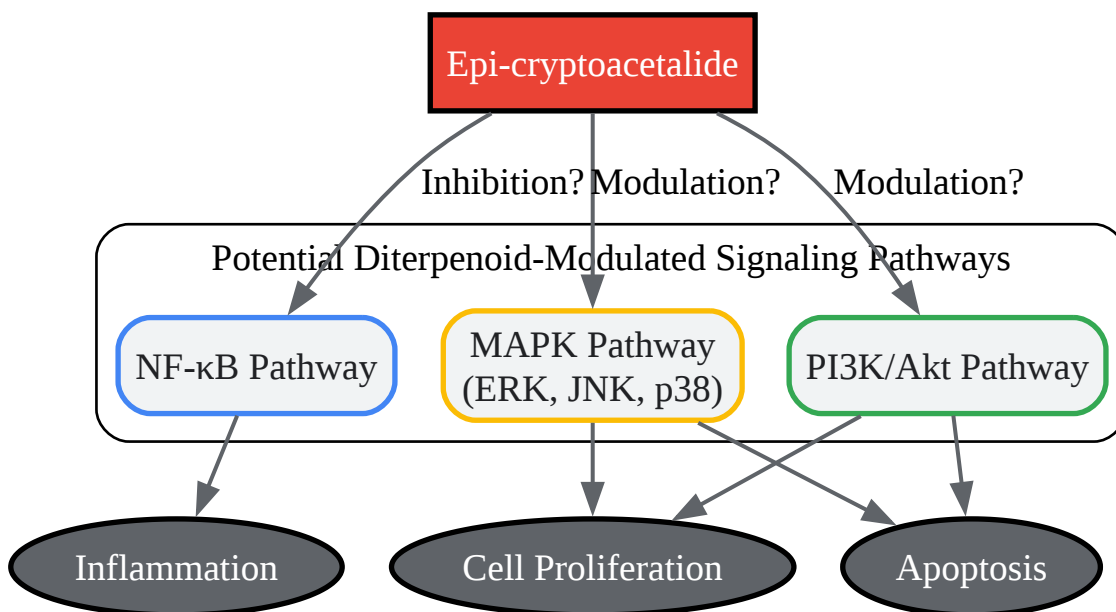 Epi-cryptoacetalide
Inhibition?
Modulation?
Modulation?
Potential Diterpenoid-Modulated Signaling Pathways
NF-κB Pathway
MAPK Pathway
(ERK, JNK, p38)
PI3K/Akt Pathway
Inflammation
Cell Proliferation
Apoptosis